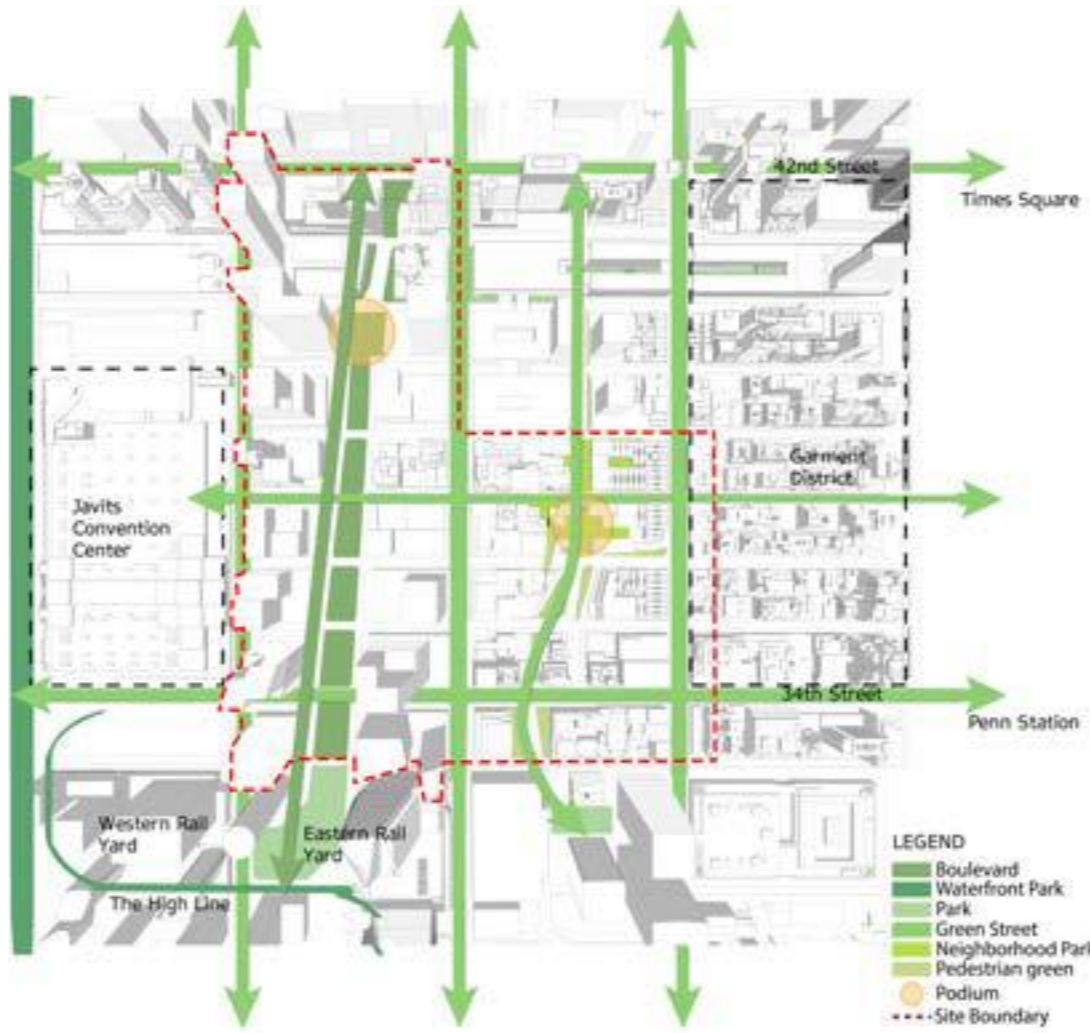 42nd Street
Times Square
Garment
District
Javits
Convention
Center
34th Street
Penn Station
Western Rail
Yard
Eastern Rail
Yard
The High Line
LEGEND
Boulevard
Waterfront Park
Park
Green Street
Neighborhood Park
Pedestrian green
Podium
Site Boundary